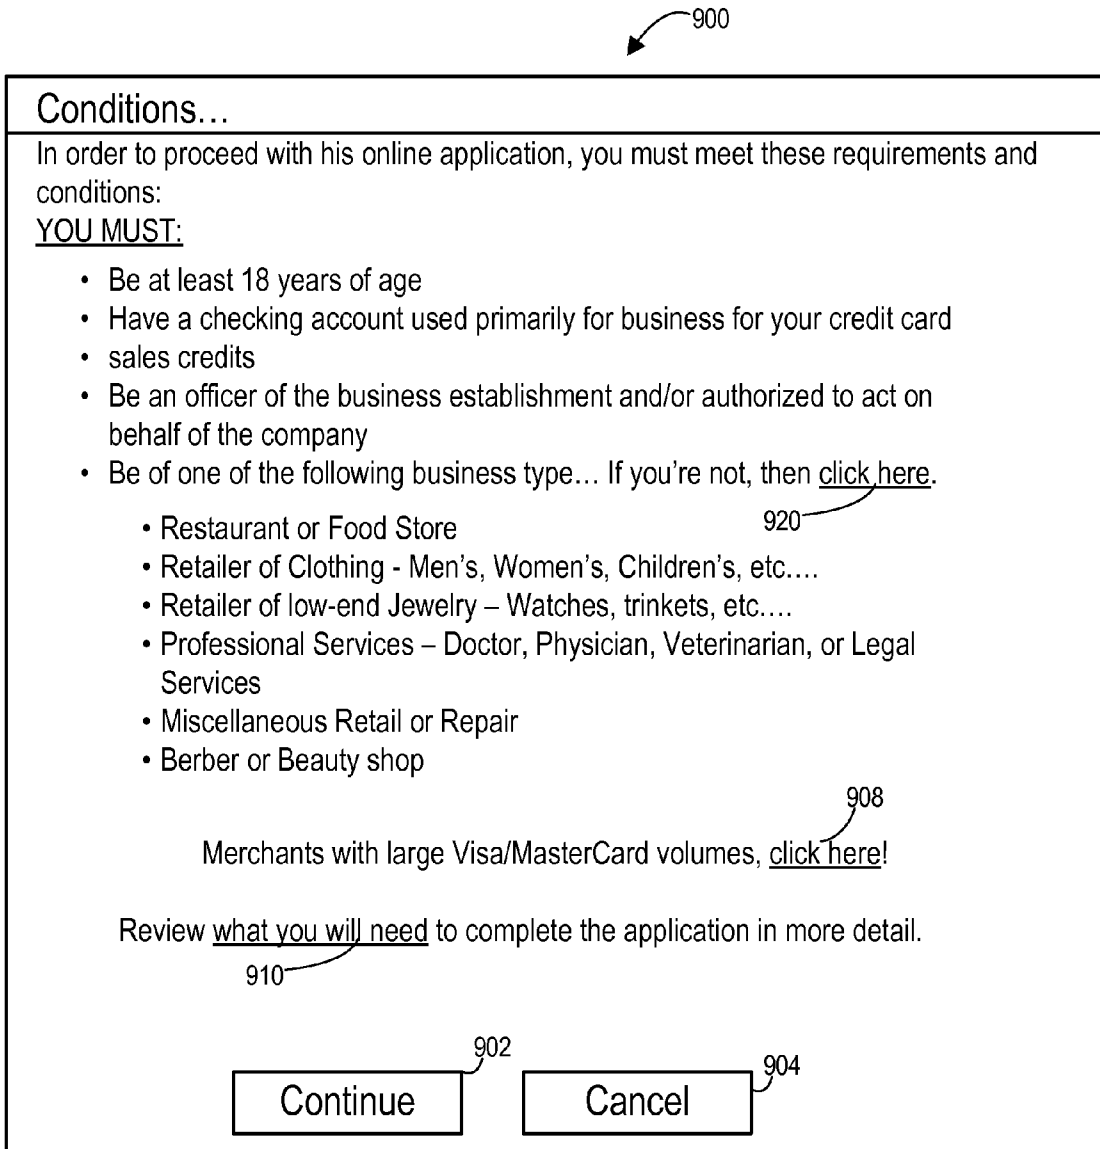 900
Conditions…
In order to proceed with his online application, you must meet these requirements and
conditions:
YOU MUST:
• Be at least 18 years of age
• Have a checking account used primarily for business for your credit card
• sales credits
• Be an officer of the business establishment and/or authorized to act on
behalf of the company
• Be of one of the following business type… If you're not, then click here.
920
• Restaurant or Food Store
• Retailer of Clothing - Men's, Women's, Children's, etc….
• Retailer of low-end Jewelry – Watches, trinkets, etc….
• Professional Services – Doctor, Physician, Veterinarian, or Legal
Services
• Miscellaneous Retail or Repair
• Berber or Beauty shop
908
Merchants with large Visa/MasterCard volumes, click here!
Review what you will need to complete the application in more detail.
910
902
904
Continue
Cancel